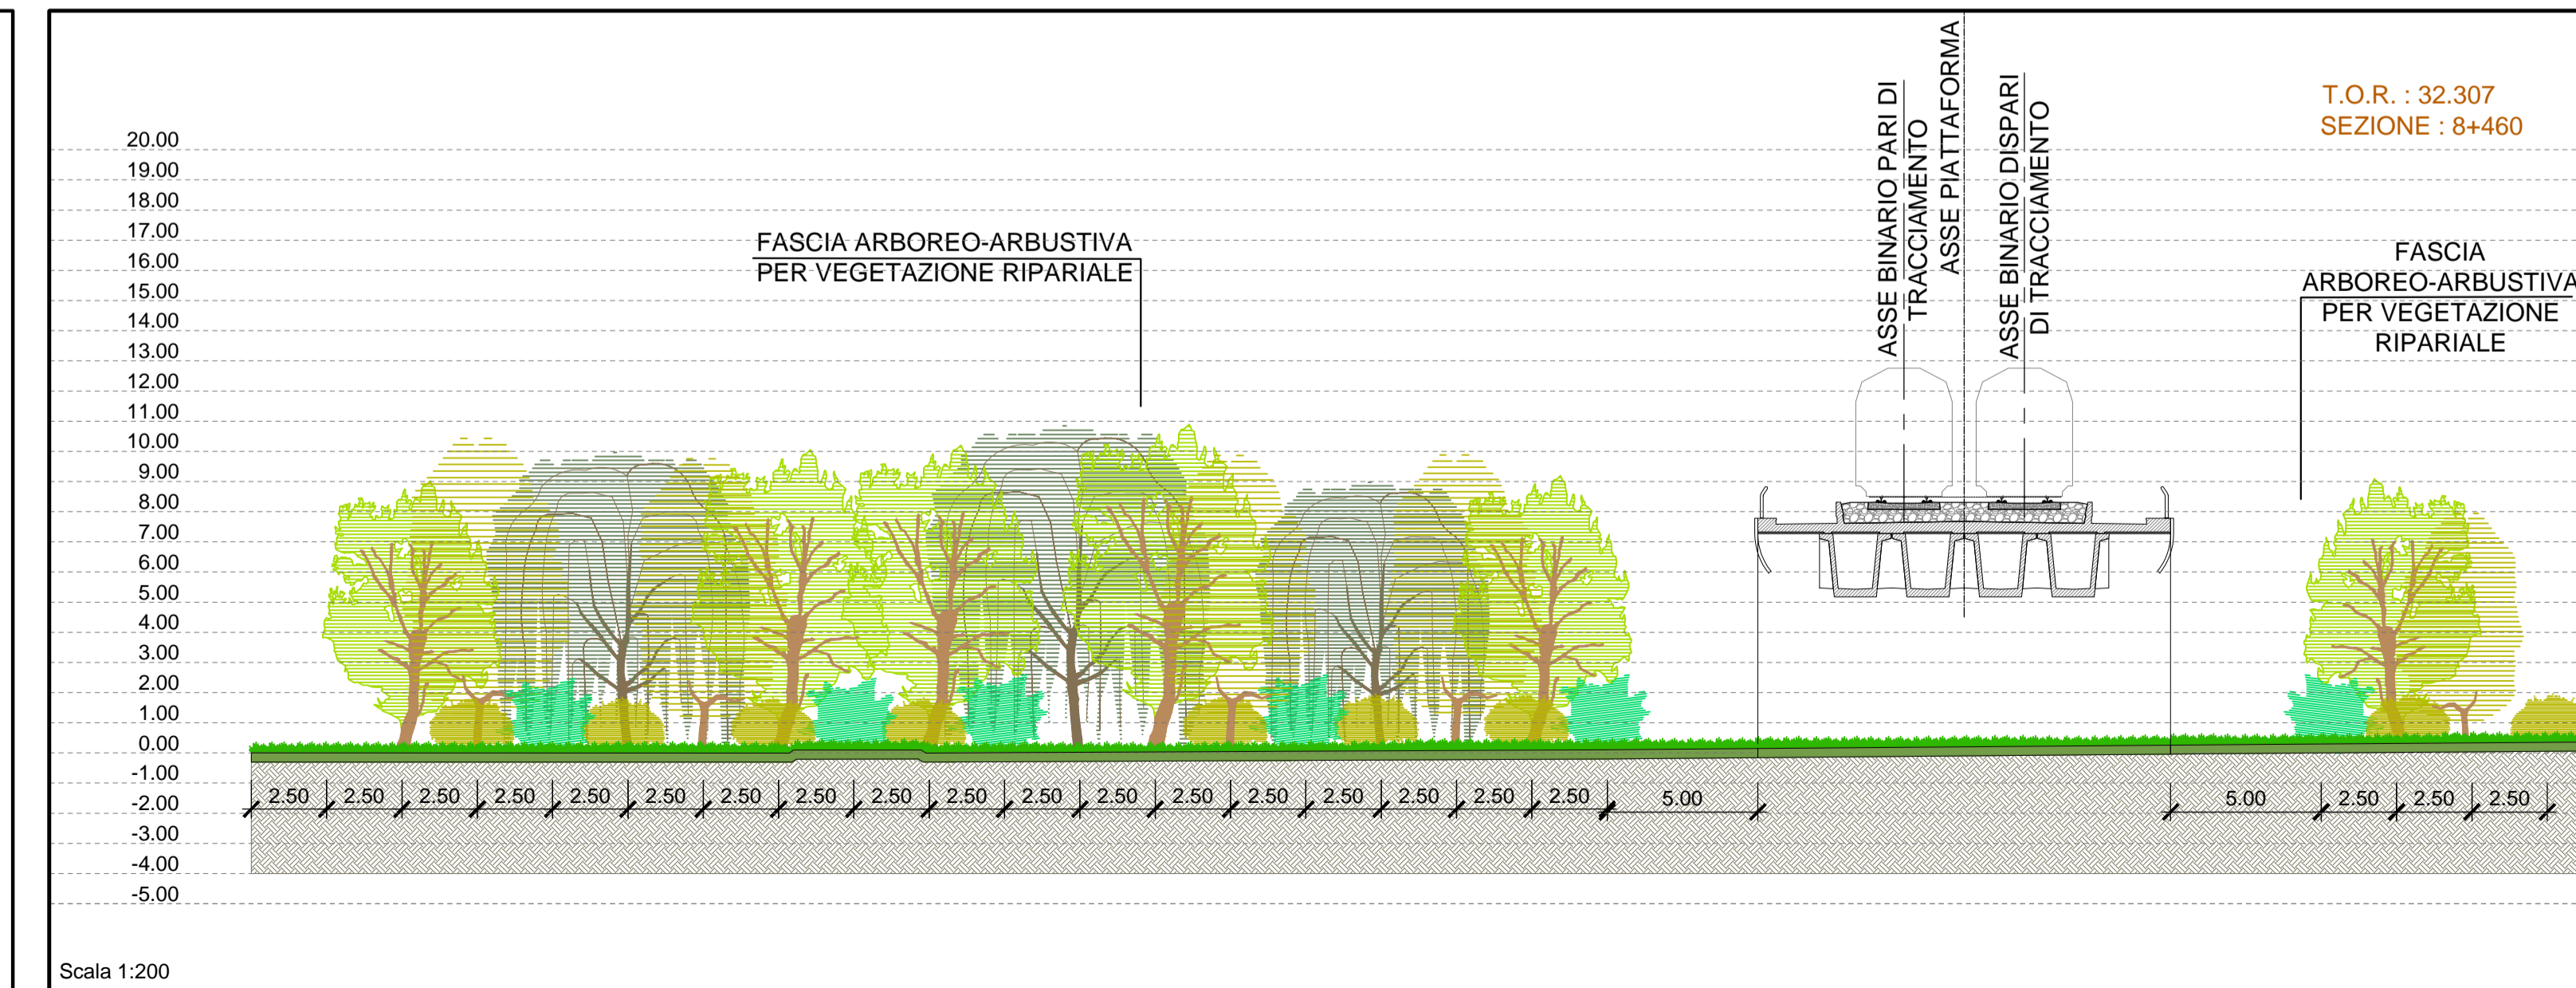 20.00
19.00
18.00
17.00
16.00
15.00
14.00
13.00
12.00
11.00
10.00
9.00
8.00
7.00
6.00
5.00
4.00
3.00
2.00
1.00
0.00
-1.00
-2.00
-3.00
-4.00
-5.00
FASCIA ARBOREO-ARBUSTIVA
PER VEGETAZIONE RIPARIALE
ASSE BINARIO PARI DI
TRACCIAMENTO
ASSE PIATTAFORMA
ASSE BINARIO DISPARI
DI TRACCIAMENTO
T.O.R. : 32.307
SEZIONE : 8+460
FASCIA
ARBOREO-ARBUSTIVA
PER VEGETAZIONE
RIPARIALE
2.50 2.50 2.50 2.50 2.50 2.50 2.50 2.50 2.50 2.50 2.50 2.50 2.50 2.50 2.50 2.50 2.50 2.50 5.00 5.00 2.50 2.50 2.50
Scala 1:200